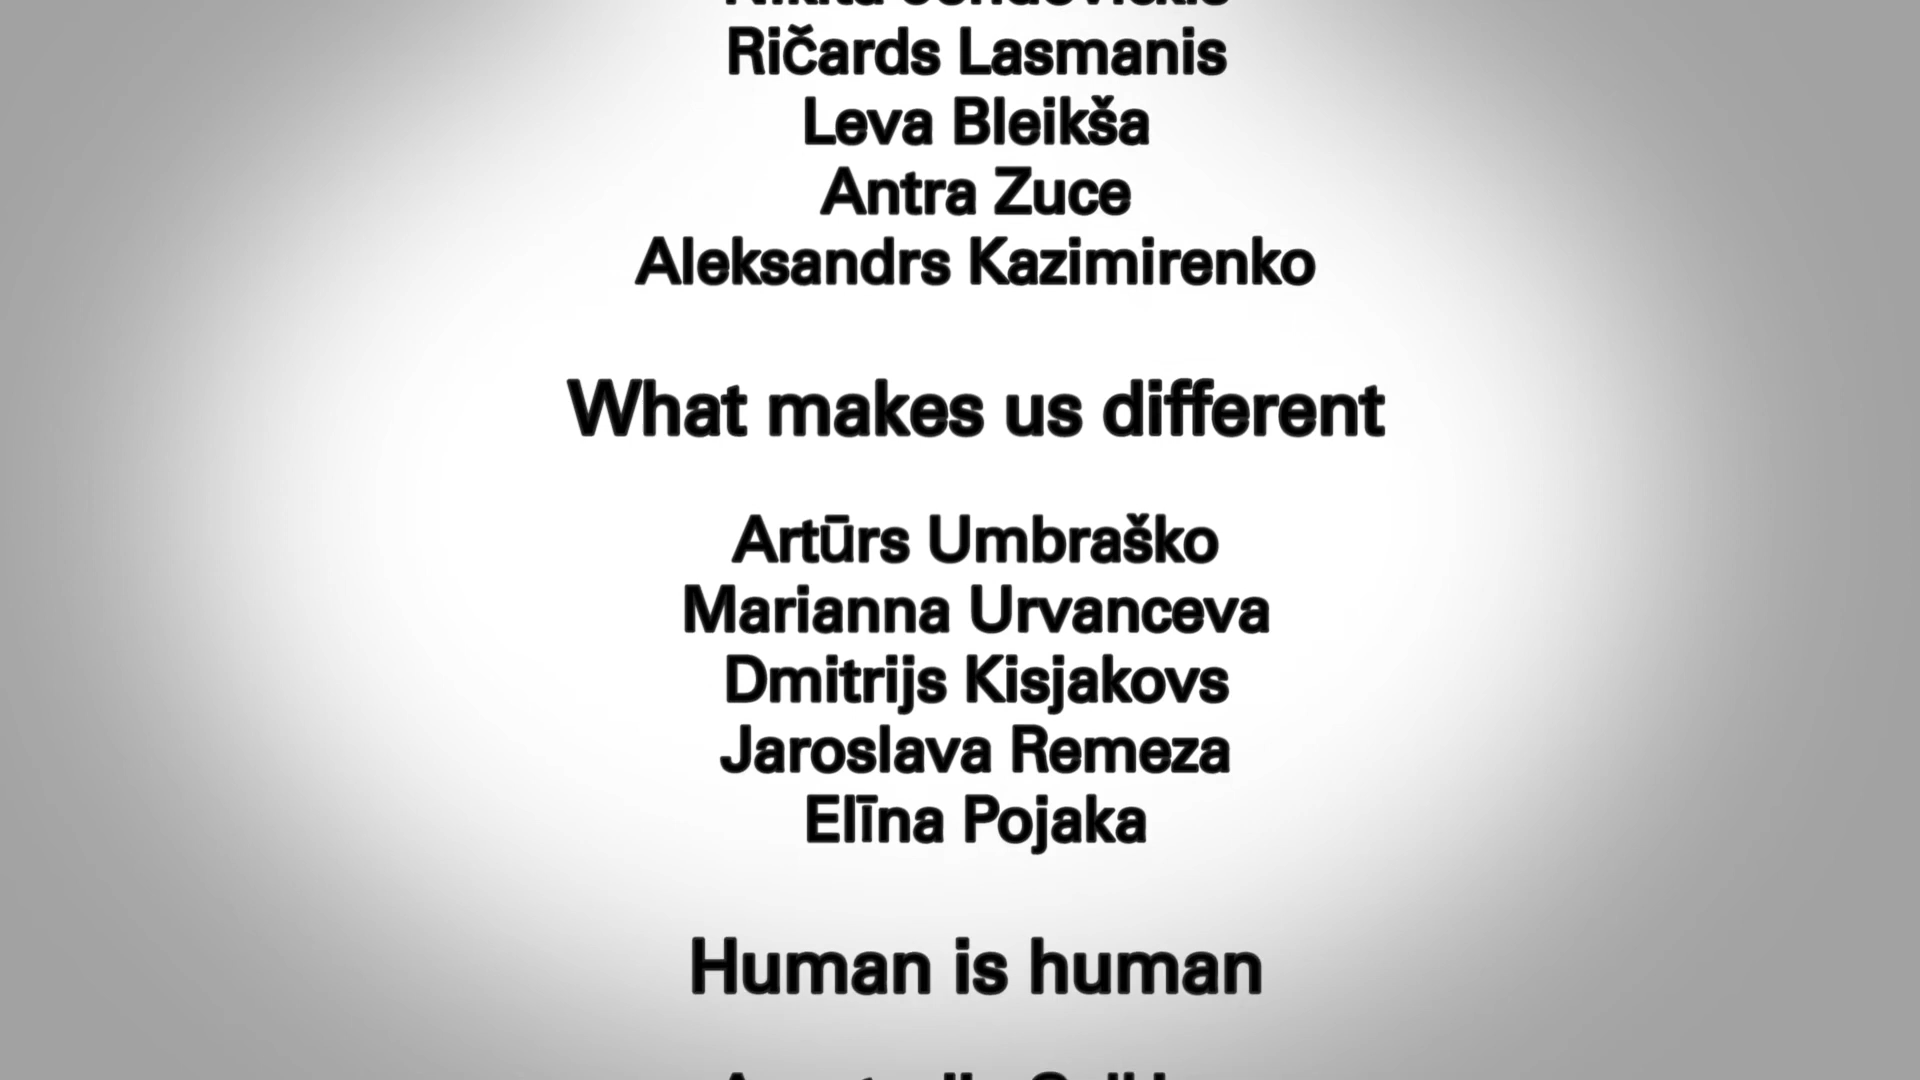 Ričards Lasmanis
Leva Bleikša
Antra Zuce
Aleksandrs Kazimirenko
What makes us different
Artūrs Umbraško
Marianna Urvanceva
Dmitrijs Kisjakovs
Jaroslava Remeza
Elīna Pojaka
Human is human